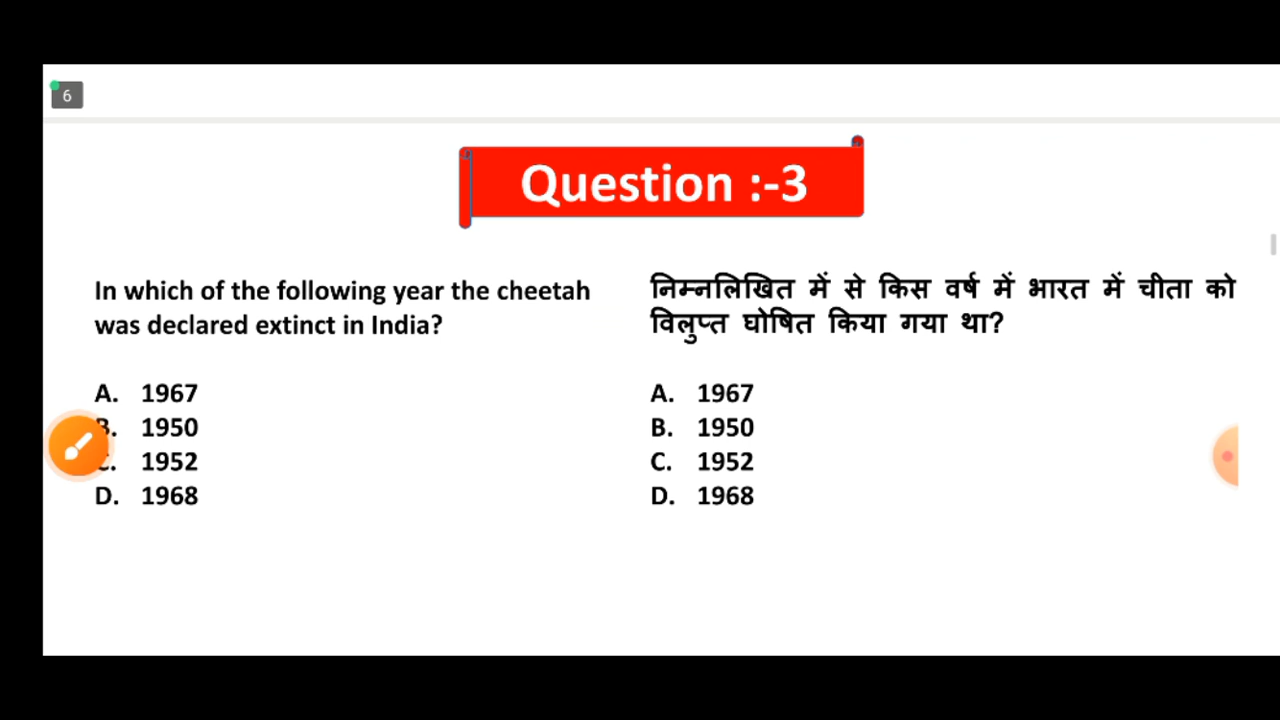 6
Question :-3
In which of the following year the cheetah
was declared extinct in India?
A. 1967
B. 1950
C. 1952
D. 1968
निम्नलिखित में से किस वर्ष में भारत में चीता को
विलुप्त घोषित किया गया था?
A. 1967
B. 1950
C. 1952
D. 1968